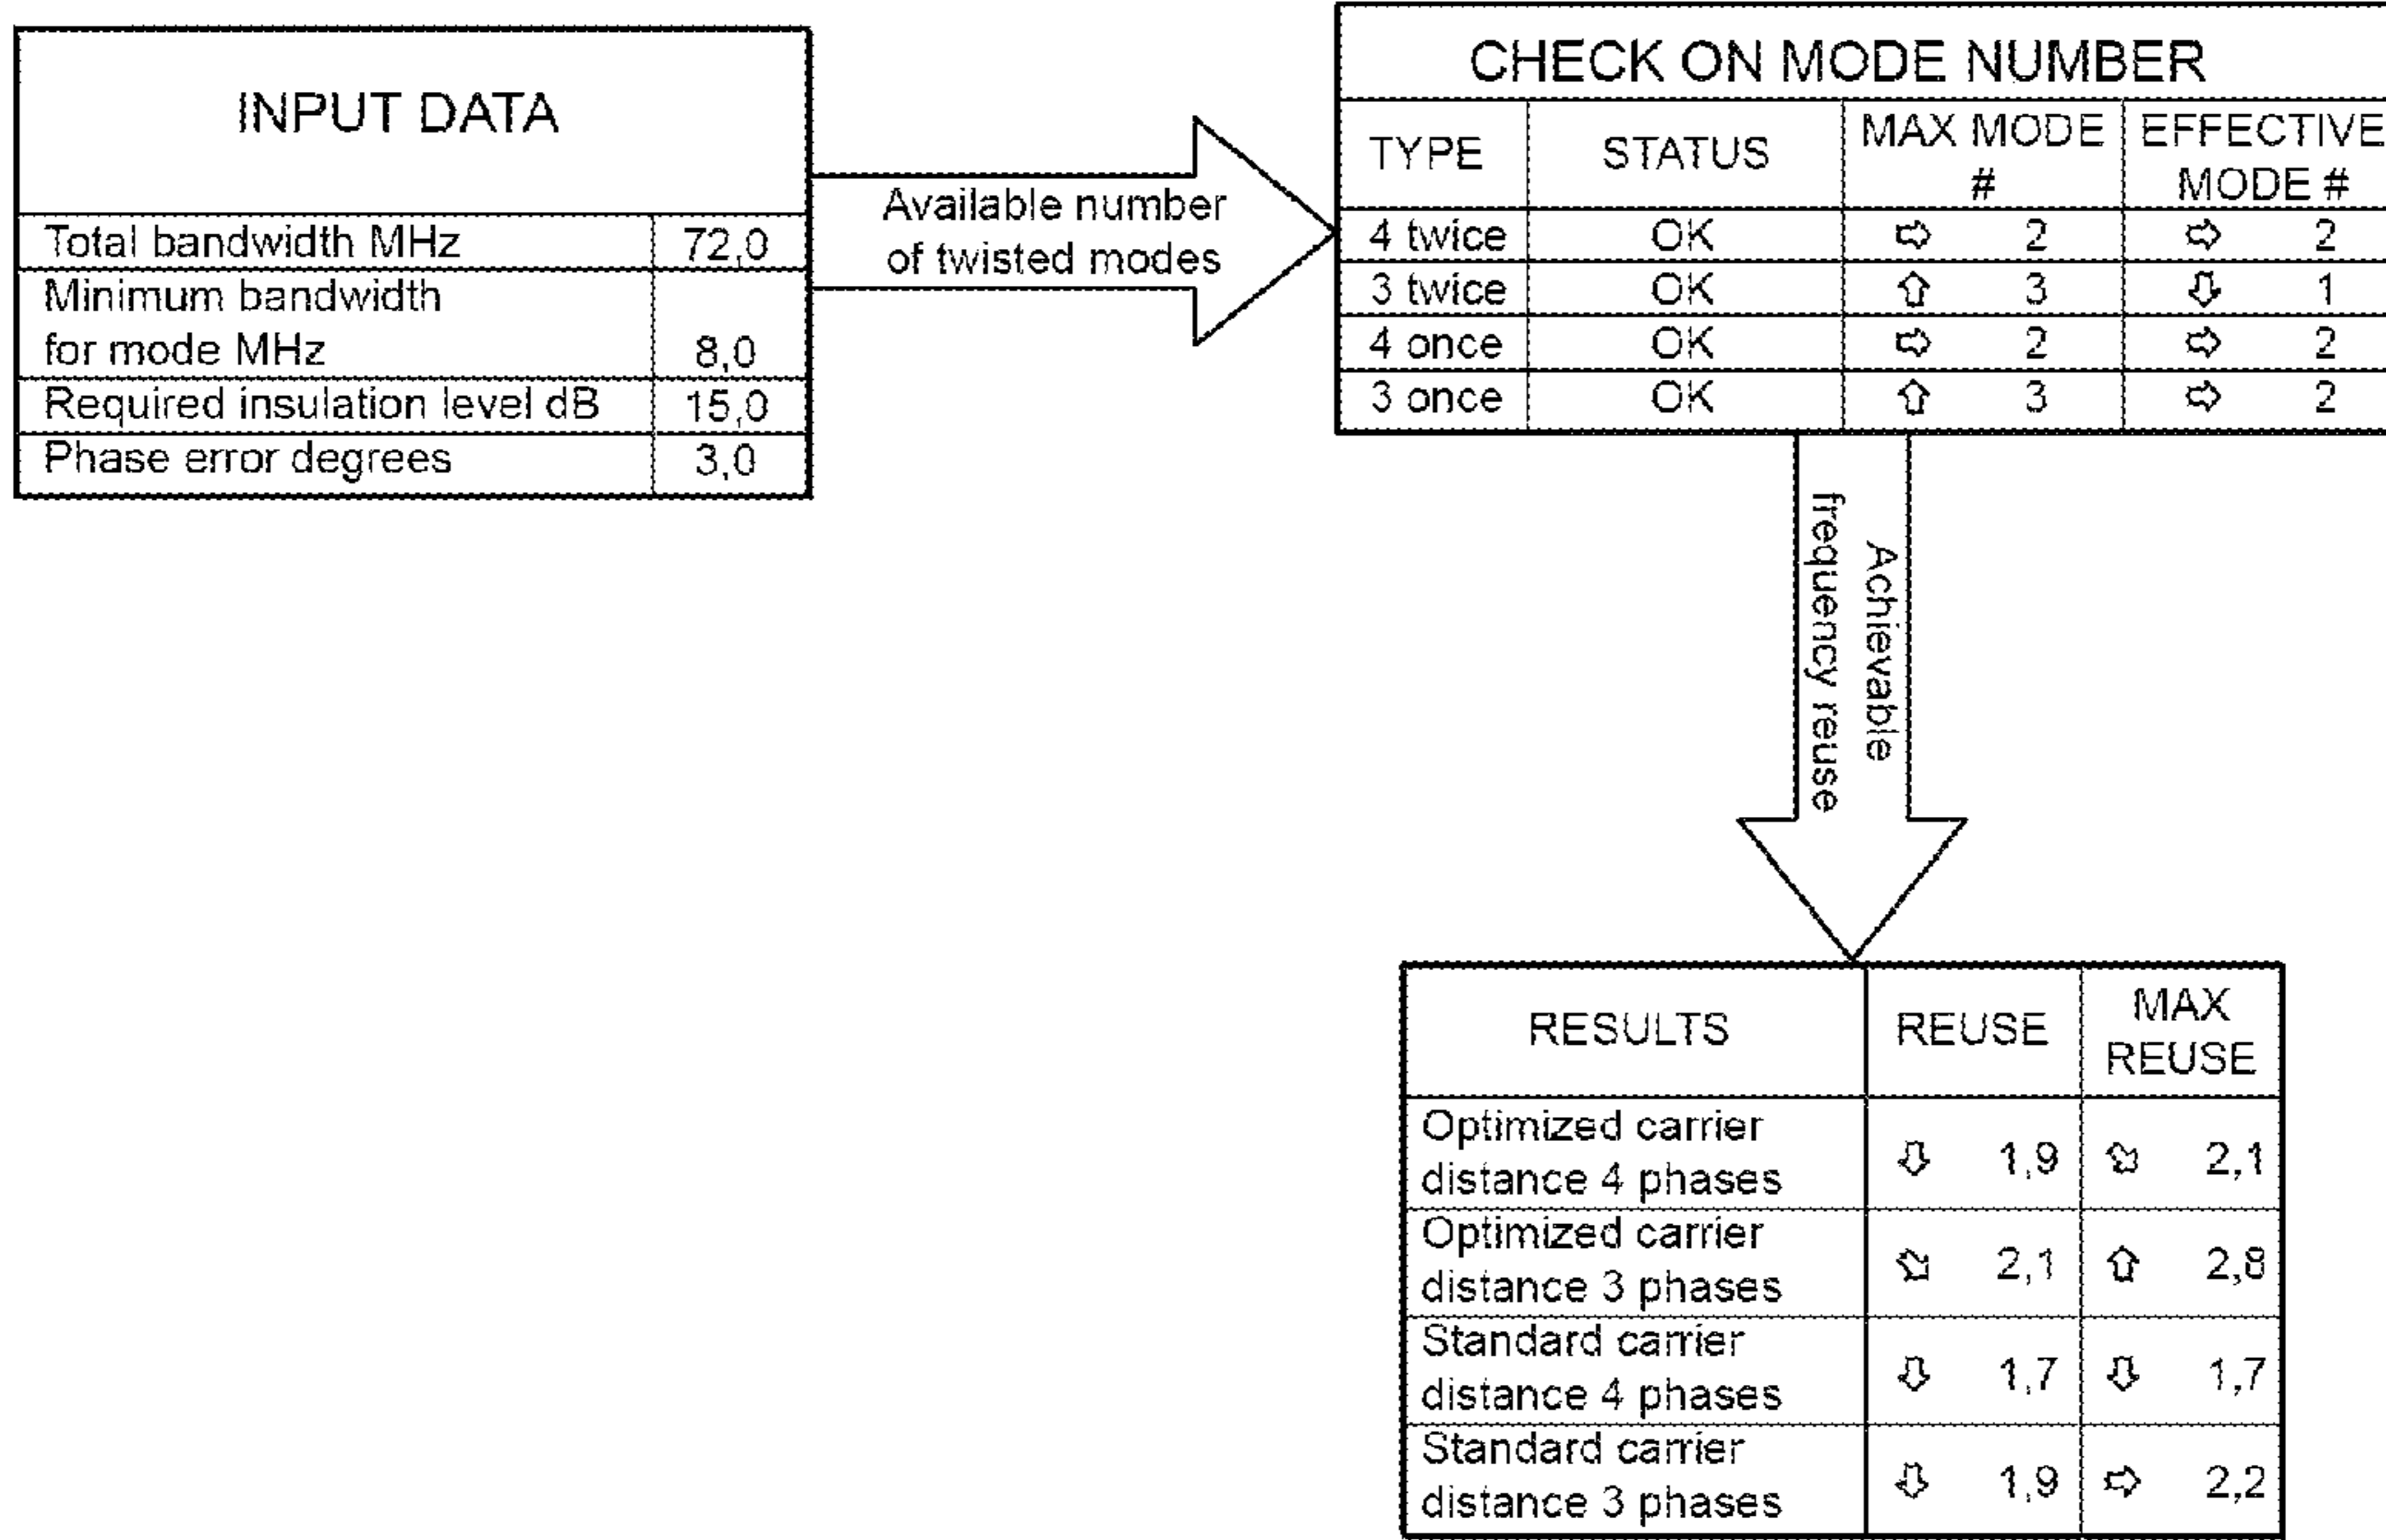 INPUT DATA
Total bandwidth MHz 72,0
Minimum bandwidth
for mode MHz 8,0
Required insulation level dB 15,0
Phase error degrees 3,0
Available number
of twisted modes
CHECK ON MODE NUMBER
TYPE STATUS MAX MODE # EFFECTIVE MODE #
4 twice OK ⇨ 2 ⇨ 2
3 twice OK ⇧ 3 ⇩ 1
4 once OK ⇨ 2 ⇨ 2
3 once OK ⇧ 3 ⇨ 2
Achievable
frequency reuse
RESULTS REUSE MAX REUSE
Optimized carrier
distance 4 phases ⇩ 1,9 ⬂ 2,1
Optimized carrier
distance 3 phases ⬂ 2,1 ⇧ 2,8
Standard carrier
distance 4 phases ⇩ 1,7 ⇩ 1,7
Standard carrier
distance 3 phases ⇩ 1,9 ⇨ 2,2